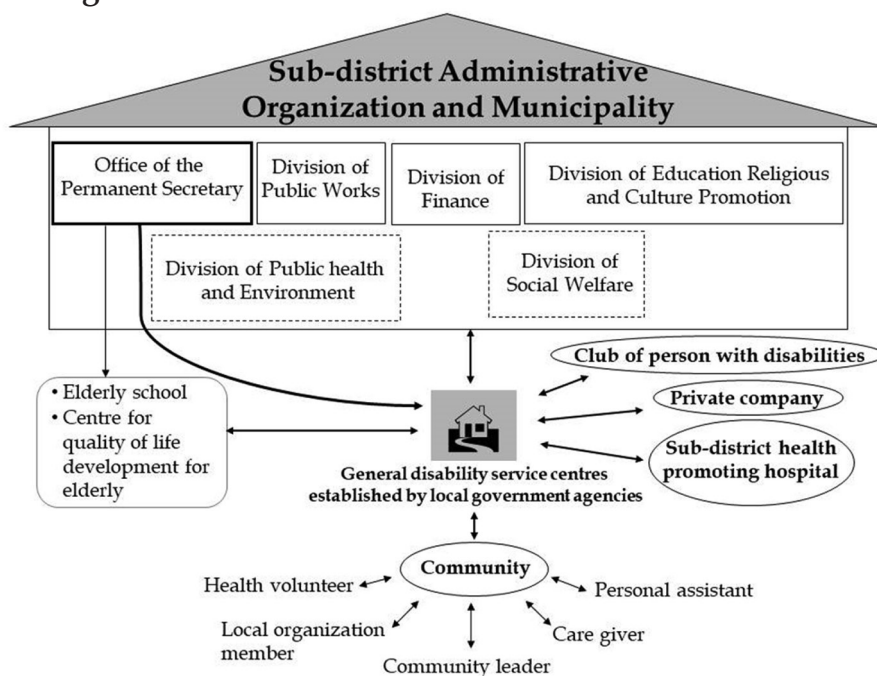 Sub-district Administrative
Organization and Municipality
Office of the
Permanent Secretary
Division of
Public Works
Division of
Finance
Division of Education Religious
and Culture Promotion
Division of Public health
and Environment
Division of
Social Welfare
• Elderly school
• Centre for
quality of life
development for
elderly
Club of person with disabilities
Private company
Sub-district health
promoting hospital
General disability service centres
established by local government agencies
Community
Health volunteer
Personal assistant
Local organization
member
Care giver
Community leader